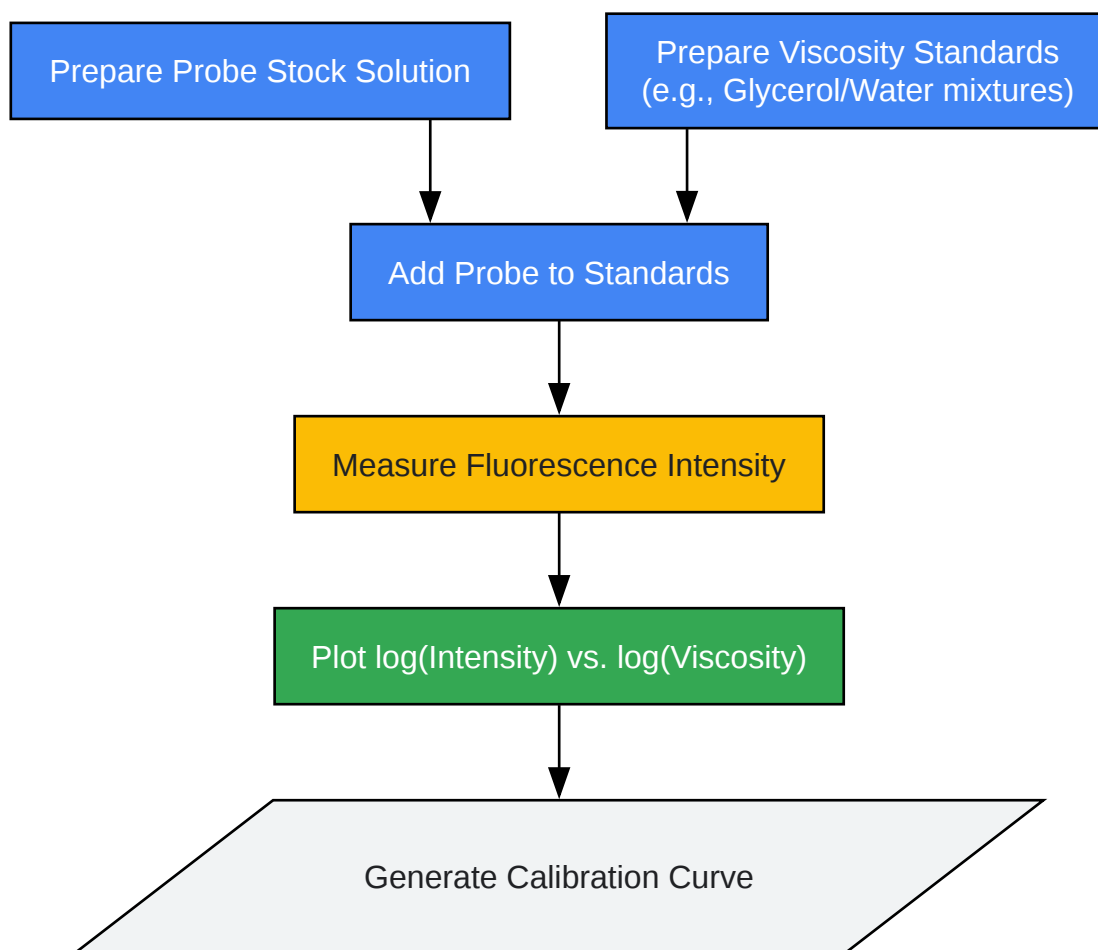 Prepare Probe Stock Solution
Prepare Viscosity Standards
(e.g., Glycerol/Water mixtures)
Add Probe to Standards
Measure Fluorescence Intensity
Plot log(Intensity) vs. log(Viscosity)
Generate Calibration Curve